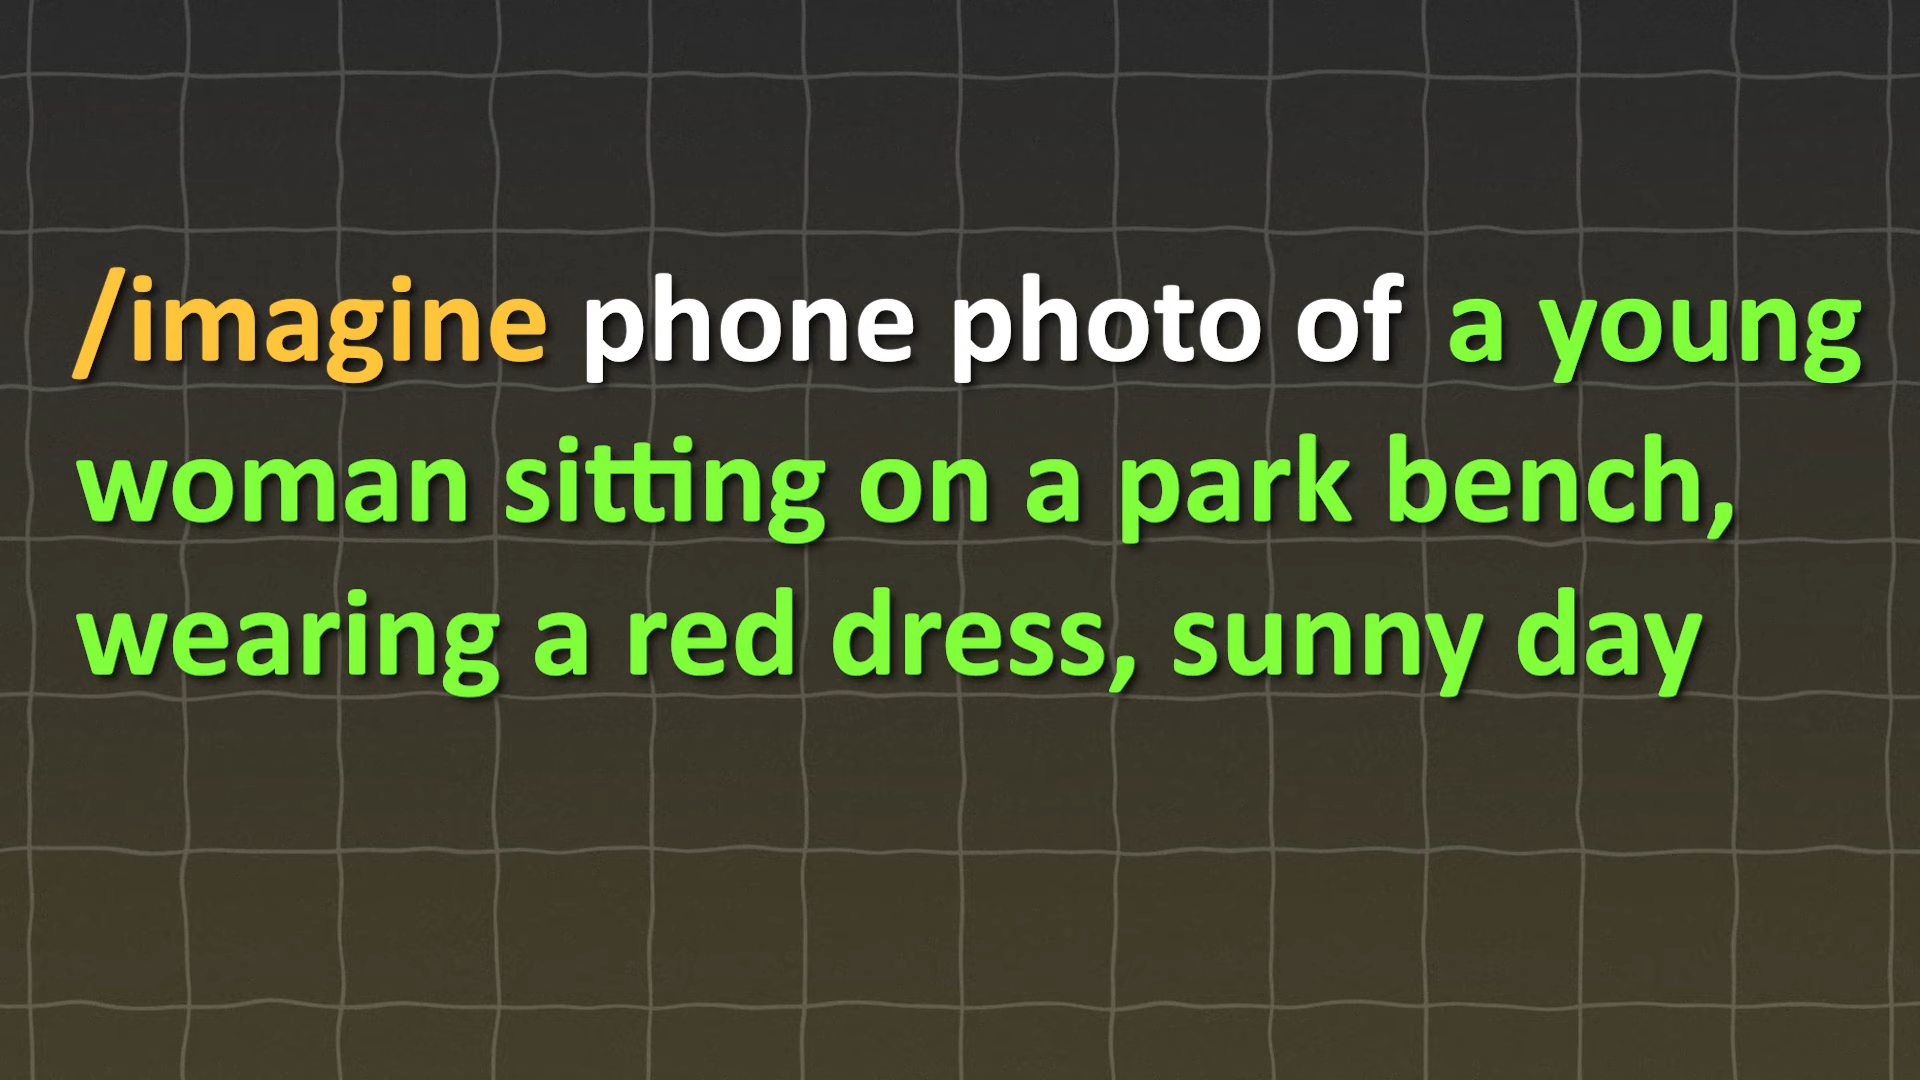 /imagine phone photo of a young
woman sitting on a park bench,
wearing a red dress, sunny day